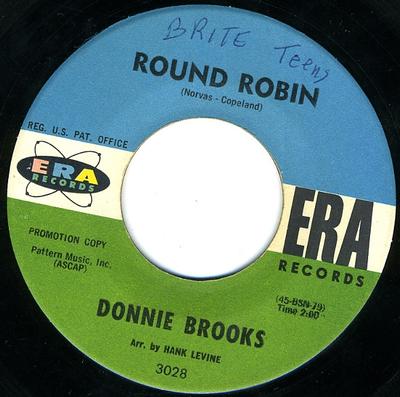 BRITE Teens
ROUND ROBIN
(Norvas - Copeland)
REG. U.S. PAT. OFFICE
ERA
RECORDS
ERA
RECORDS
PROMOTION COPY
Pattern Music, Inc.
(ASCAP)
(45-BSN-79)
Time 2:00
DONNIE BROOKS
Arr. by HANK LEVINE
3028